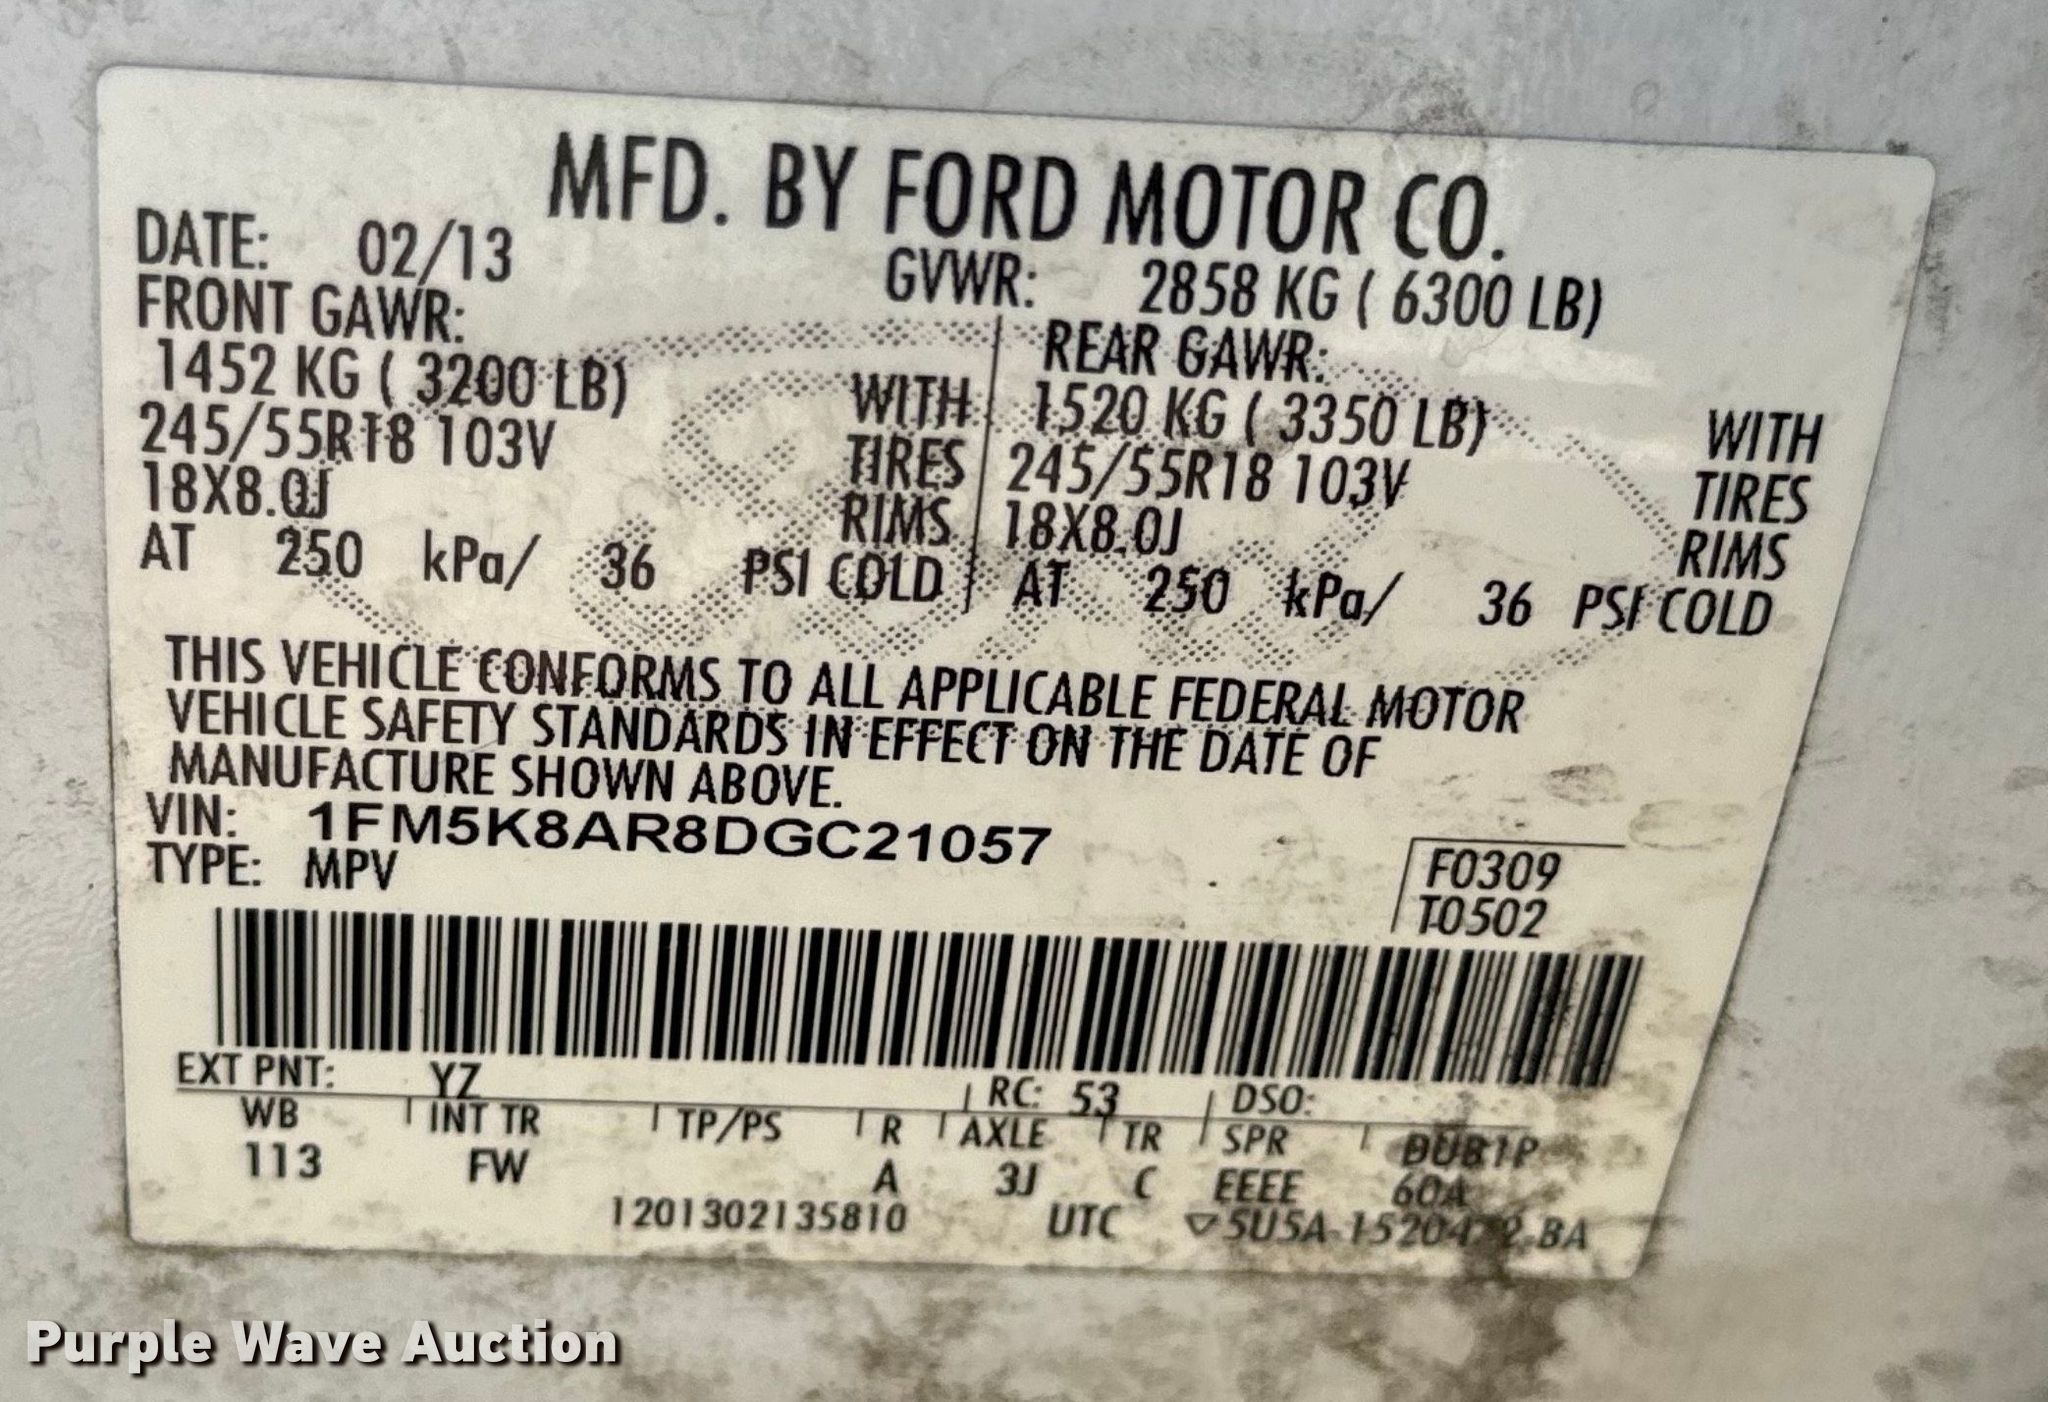 MFD. BY FORD MOTOR CO.
DATE: 02/13 GVWR: 2858 KG ( 6300 LB)
FRONT GAWR: REAR GAWR:
1452 KG ( 3200 LB) WITH 1520 KG ( 3350 LB) WITH
245/55R18 103V TIRES 245/55R18 103V TIRES
18X8.0J RIMS 18X8.0J RIMS
AT 250 kPa/ 36 PSI COLD AT 250 kPa/ 36 PSI COLD
THIS VEHICLE CONFORMS TO ALL APPLICABLE FEDERAL MOTOR
VEHICLE SAFETY STANDARDS IN EFFECT ON THE DATE OF
MANUFACTURE SHOWN ABOVE.
VIN: 1FM5K8AR8DGC21057
TYPE: MPV
F0309
T0502
EXT PNT: YZ RC: 53 DSO:
WB INT TR TP/PS R AXLE TR SPR DUB1P
113 FW A 3J C EEEE 60A
1201302135810 UTC ▽5U5A-1520472-BA
Purple Wave Auction